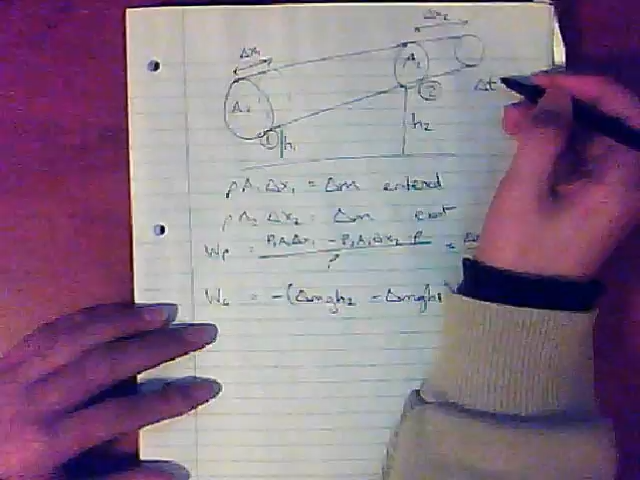 Δx₁ Δx₂
A₁ A₂ Δt
① h₁ h₂ ②
ρA₁Δx₁ = Δm entered
ρA₂Δx₂ = Δm exit
Wp = P₁A₁Δx₁ - P₂A₂Δx₂ ρ / ρ =
WG = -(Δmgh₂ - Δmgh₁